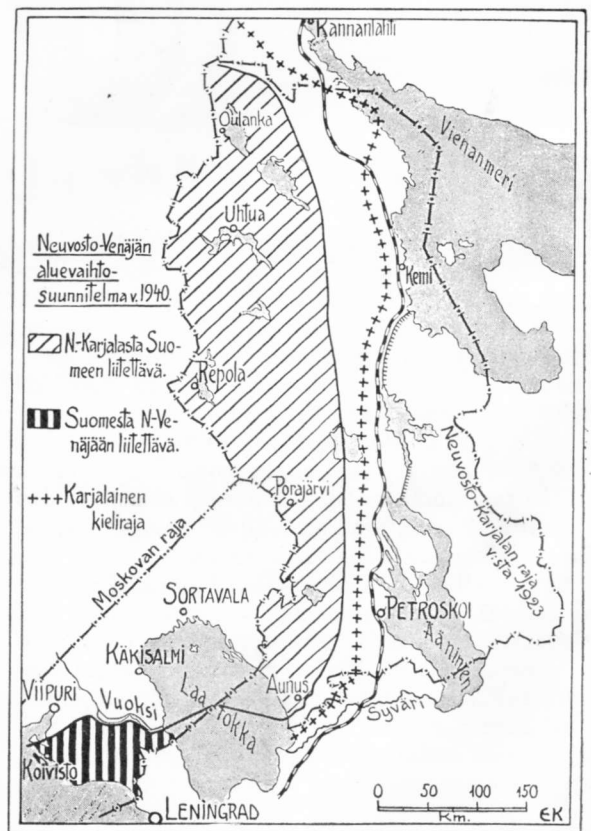 Kannanlahti
Oulanka
Vienanmeri
Uhtua
Neuvosto-Venäjän
aluevaihto-
suunnitelma v. 1940.
Kemi
N.-Karjalasta Suo-
meen liitettävä.
Repola
Suomesta N.-Ve-
näjään liitettävä.
+++Karjalainen
kieliraja
Porajärvi
Moskovan raja
Neuvosto-Karjalan raja
v:sta 1923
SORTAVALA
PETROSKOI
Ääninen
KÄKISALMI
Laatokka
Aunus
VIIPURI
Vuoksi
Syväri
Koivisto
LENINGRAD
0 50 100 150
Km.
EK